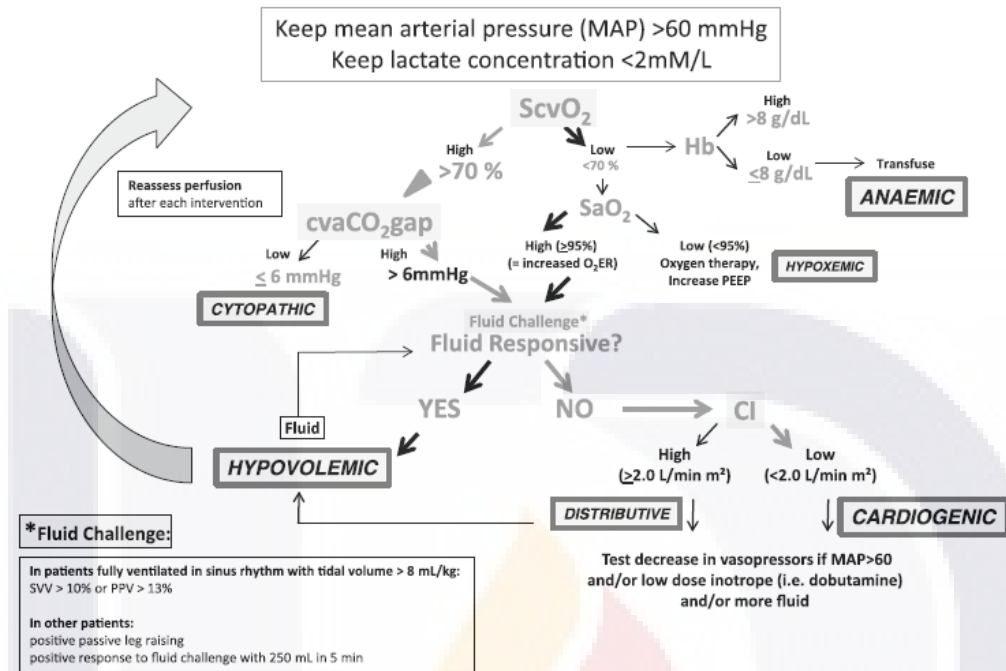 Keep mean arterial pressure (MAP) >60 mmHg
Keep lactate concentration <2mM/L
ScvO₂
High
>70 %
Low
<70 %
Hb
High
>8 g/dL
Low
≤8 g/dL
Transfuse
ANAEMIC
Reassess perfusion
after each intervention
cvaCO₂gap
Low
≤ 6 mmHg
CYTOPATHIC
High
> 6mmHg
SaO₂
High (≥95%)
(= increased O₂ER)
Low (<95%)
Oxygen therapy,
Increase PEEP
HYPOXEMIC
Fluid Challenge*
Fluid Responsive?
YES
NO
CI
Fluid
HYPOVOLEMIC
High
(≥2.0 L/min m²)
Low
(<2.0 L/min m²)
DISTRIBUTIVE
CARDIOGENIC
Test decrease in vasopressors if MAP>60
and/or low dose inotrope (i.e. dobutamine)
and/or more fluid
*Fluid Challenge:
In patients fully ventilated in sinus rhythm with tidal volume > 8 mL/kg:
SVV > 10% or PPV > 13%
In other patients:
positive passive leg raising
positive response to fluid challenge with 250 mL in 5 min